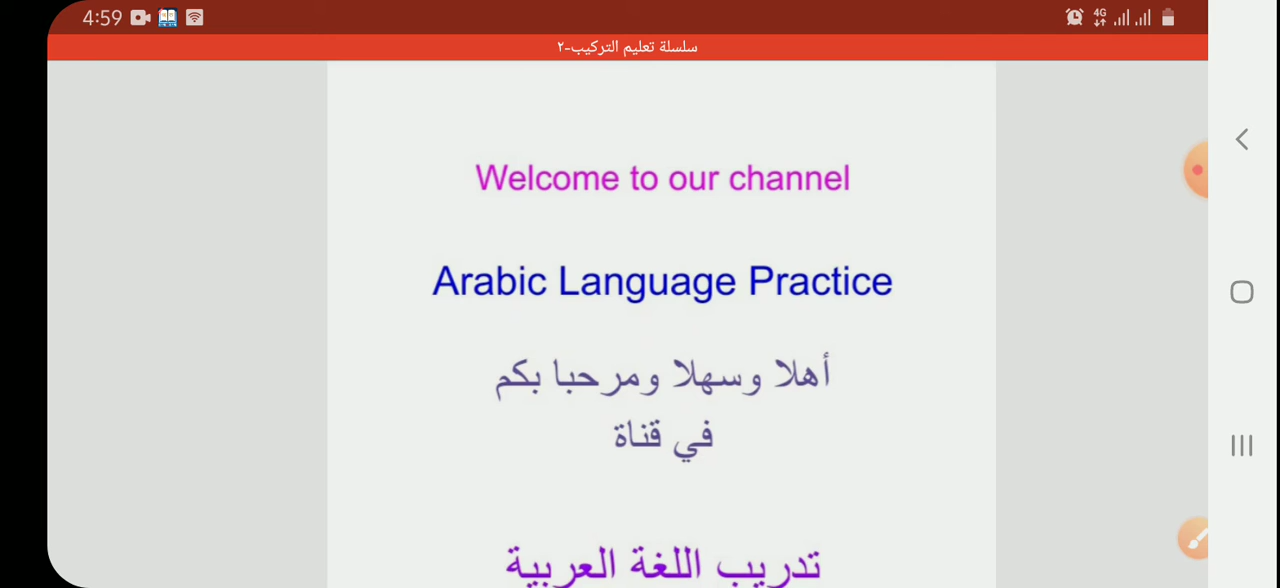 4:59
4G
سلسلة تعليم التركيب-٢
Welcome to our channel
Arabic Language Practice
أهلا وسهلا ومرحبا بكم
في قناة
تدريب اللغة العربية